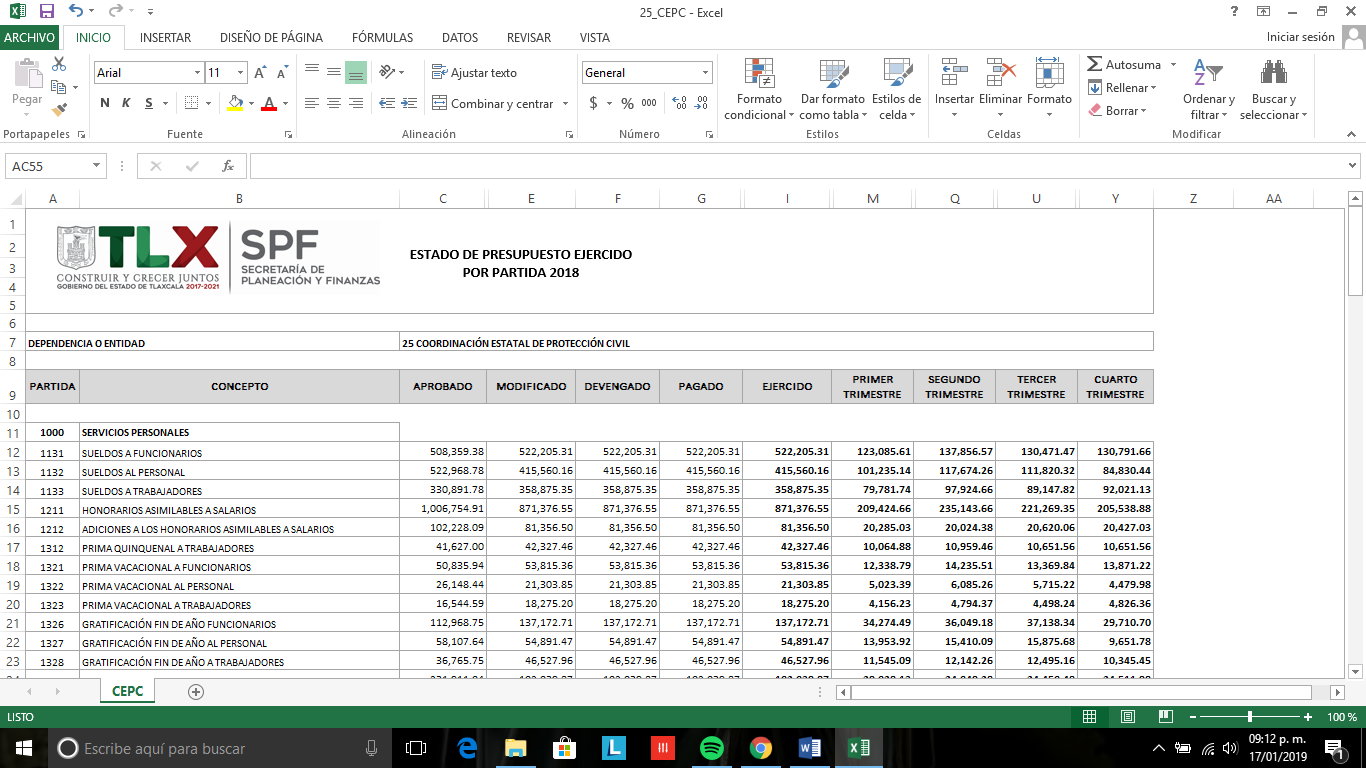 25_CEPC - Excel
ARCHIVO INICIO INSERTAR DISEÑO DE PÁGINA FÓRMULAS DATOS REVISAR VISTA Iniciar sesión
Pegar
Arial 11
N K S
Ajustar texto
Combinar y centrar
General
$ % 000
Formato condicional
Dar formato como tabla
Estilos de celda
Insertar Eliminar Formato
Autosuma
Rellenar
Borrar
Ordenar y filtrar
Buscar y seleccionar
Portapapeles Fuente Alineación Número Estilos Celdas Modificar
AC55 fx
A B C E F G I M Q U Y Z AA
1
2
3
4
5
TLX
CONSTRUIR Y CRECER JUNTOS
GOBIERNO DEL ESTADO DE TLAXCALA 2017-2021
SPF
SECRETARÍA DE
PLANEACIÓN Y FINANZAS
ESTADO DE PRESUPUESTO EJERCIDO
POR PARTIDA 2018
6
7 DEPENDENCIA O ENTIDAD 25 COORDINACIÓN ESTATAL DE PROTECCIÓN CIVIL
8
9 PARTIDA CONCEPTO APROBADO MODIFICADO DEVENGADO PAGADO EJERCIDO PRIMER TRIMESTRE SEGUNDO TRIMESTRE TERCER TRIMESTRE CUARTO TRIMESTRE
10
11 1000 SERVICIOS PERSONALES
12 1131 SUELDOS A FUNCIONARIOS 508,359.38 522,205.31 522,205.31 522,205.31 522,205.31 123,085.61 137,856.57 130,471.47 130,791.66
13 1132 SUELDOS AL PERSONAL 522,968.78 415,560.16 415,560.16 415,560.16 415,560.16 101,235.14 117,674.26 111,820.32 84,830.44
14 1133 SUELDOS A TRABAJADORES 330,891.78 358,875.35 358,875.35 358,875.35 358,875.35 79,781.74 97,924.66 89,147.82 92,021.13
15 1211 HONORARIOS ASIMILABLES A SALARIOS 1,006,754.91 871,376.55 871,376.55 871,376.55 871,376.55 209,424.66 235,143.66 221,269.35 205,538.88
16 1212 ADICIONES A LOS HONORARIOS ASIMILABLES A SALARIOS 102,228.09 81,356.50 81,356.50 81,356.50 81,356.50 20,285.03 20,024.38 20,620.06 20,427.03
17 1312 PRIMA QUINQUENAL A TRABAJADORES 41,627.00 42,327.46 42,327.46 42,327.46 42,327.46 10,064.88 10,959.46 10,651.56 10,651.56
18 1321 PRIMA VACACIONAL A FUNCIONARIOS 50,835.94 53,815.36 53,815.36 53,815.36 53,815.36 12,338.79 14,235.51 13,369.84 13,871.22
19 1322 PRIMA VACACIONAL AL PERSONAL 26,148.44 21,303.85 21,303.85 21,303.85 21,303.85 5,023.39 6,085.26 5,715.22 4,479.98
20 1323 PRIMA VACACIONAL A TRABAJADORES 16,544.59 18,275.20 18,275.20 18,275.20 18,275.20 4,156.23 4,794.37 4,498.24 4,826.36
21 1326 GRATIFICACIÓN FIN DE AÑO FUNCIONARIOS 112,968.75 137,172.71 137,172.71 137,172.71 137,172.71 34,274.49 36,049.18 37,138.34 29,710.70
22 1327 GRATIFICACIÓN FIN DE AÑO AL PERSONAL 58,107.64 54,891.47 54,891.47 54,891.47 54,891.47 13,953.92 15,410.09 15,875.68 9,651.78
23 1328 GRATIFICACIÓN FIN DE AÑO A TRABAJADORES 36,765.75 46,527.96 46,527.96 46,527.96 46,527.96 11,545.09 12,142.26 12,495.16 10,345.45
CEPC
LISTO 100 %
Escribe aquí para buscar
09:12 p. m.
17/01/2019
1